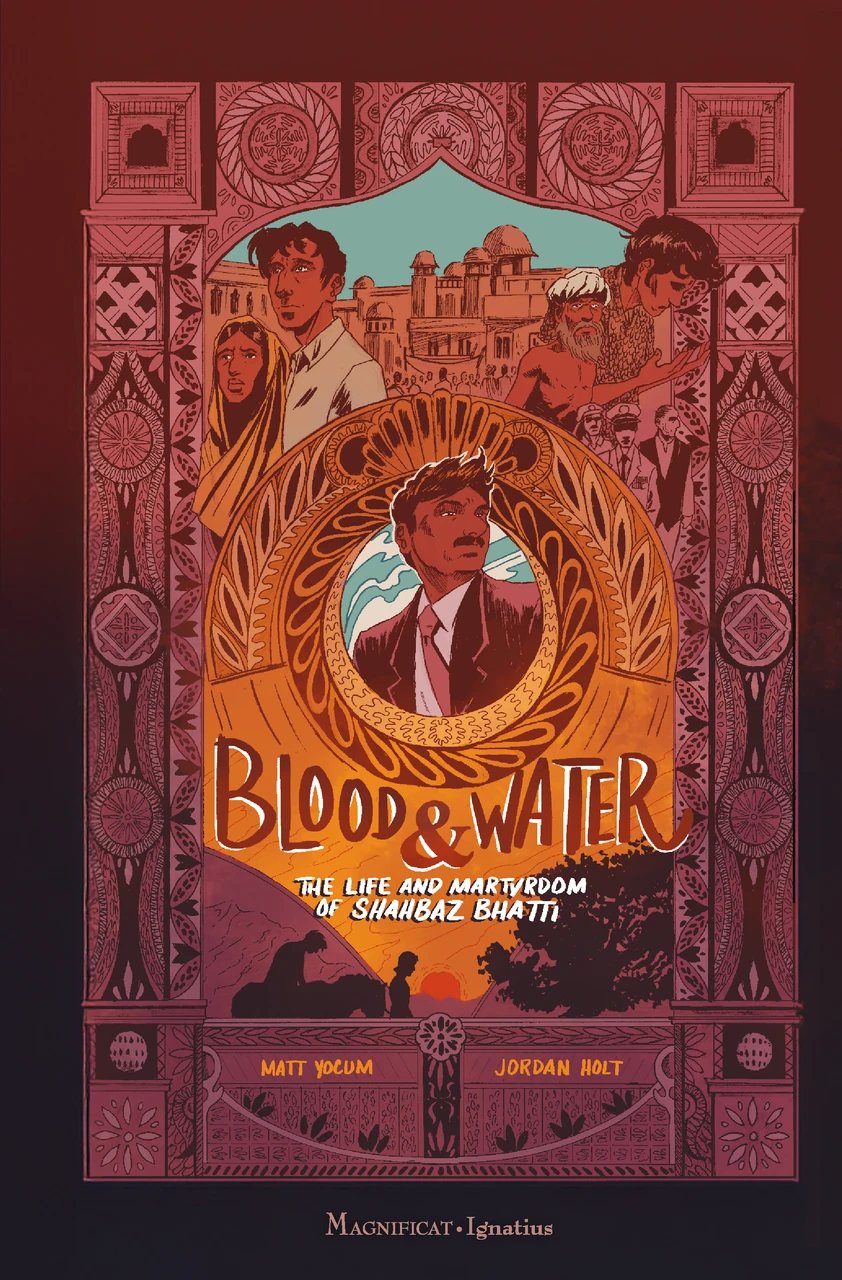 BLOOD & WATER
THE LIFE AND MARTYRDOM
OF SHAHBAZ BHATTI
MATT YOCUM
JORDAN HOLT
MAGNIFICAT • Ignatius